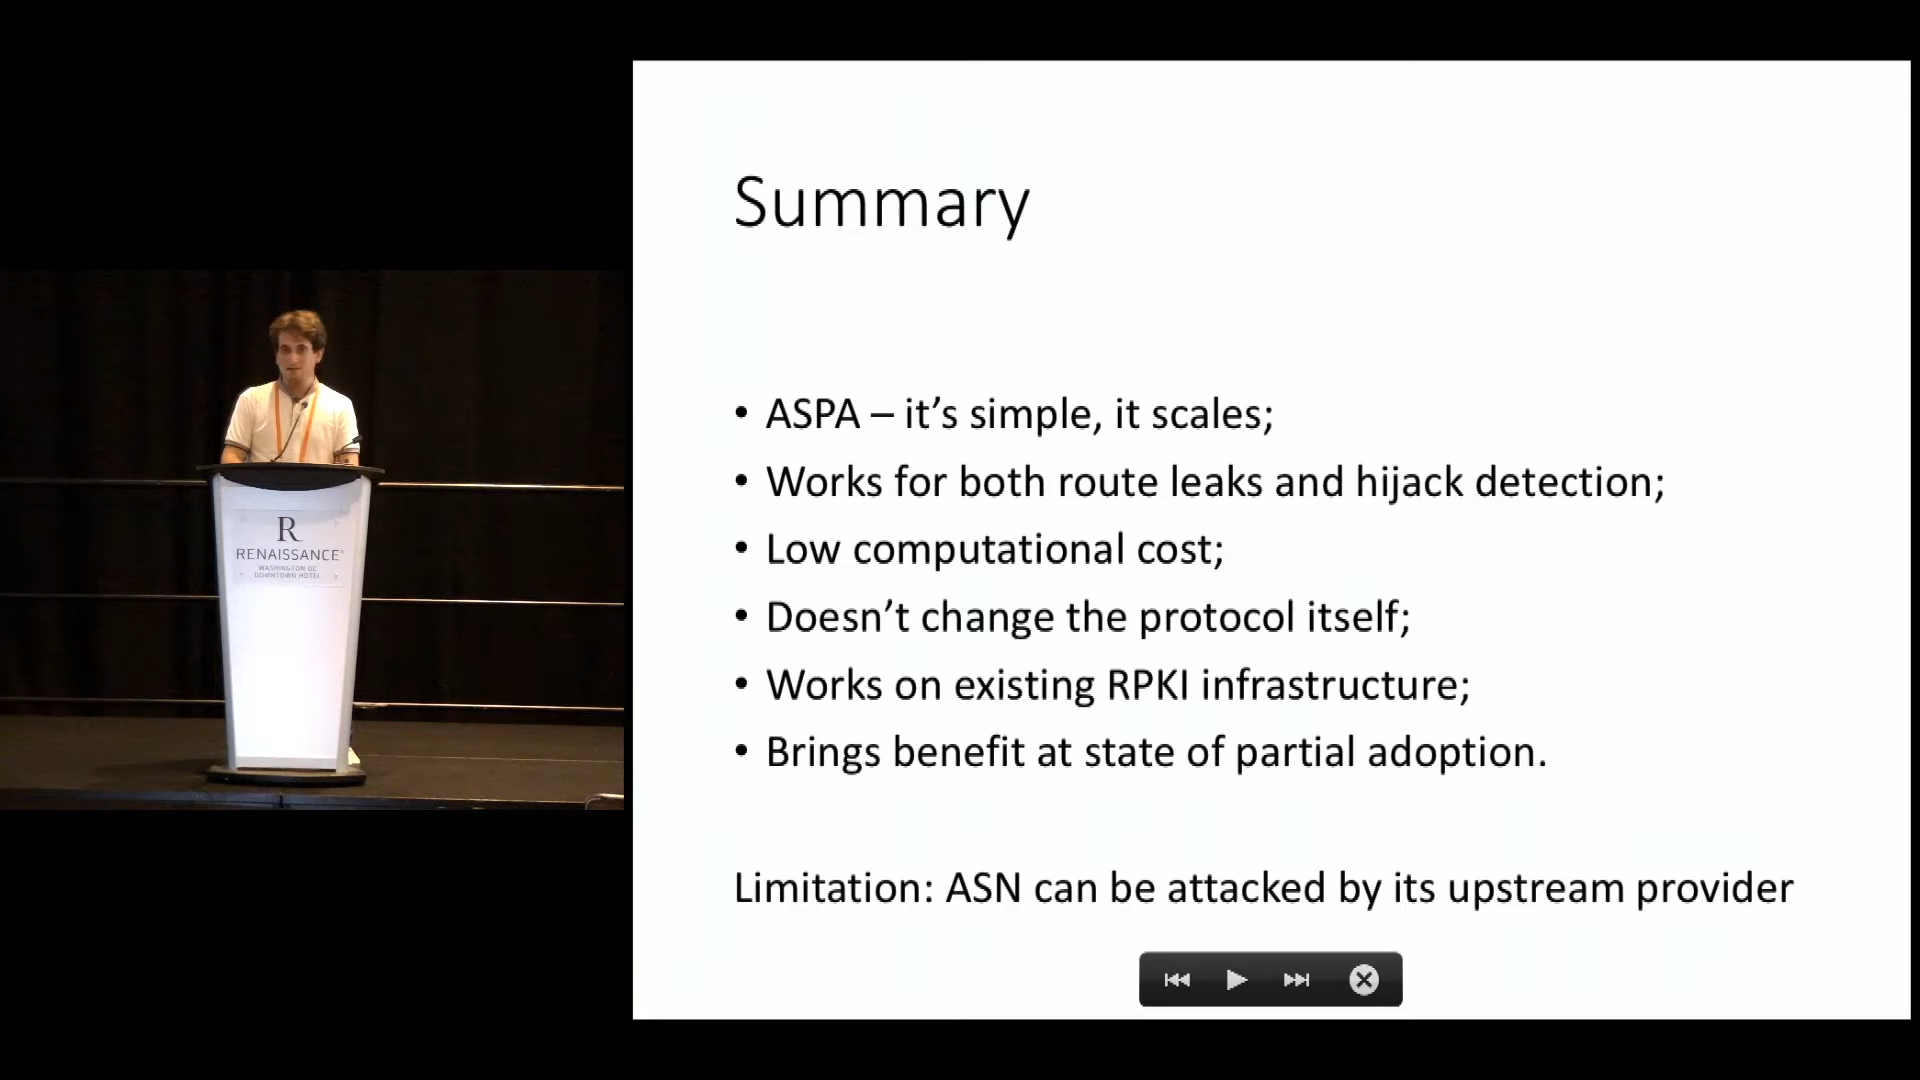 Summary
• ASPA – it’s simple, it scales;
• Works for both route leaks and hijack detection;
• Low computational cost;
• Doesn’t change the protocol itself;
• Works on existing RPKI infrastructure;
• Brings benefit at state of partial adoption.
Limitation: ASN can be attacked by its upstream provider
R
RENAISSANCE
WASHINGTON DC
DOWNTOWN HOTEL